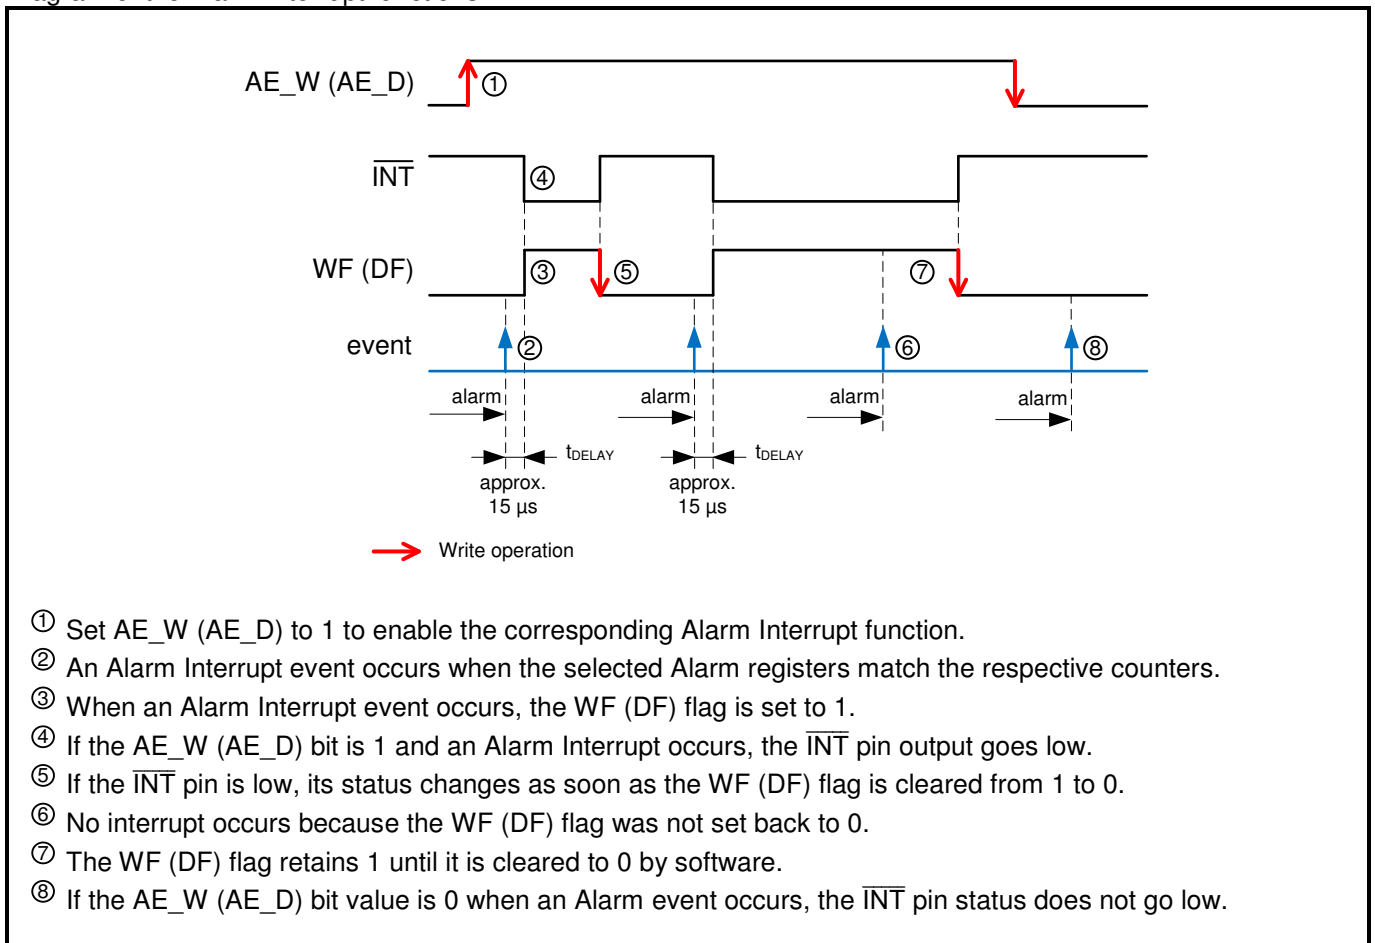 AE_W (AE_D)
①
INT
④
WF (DF)
③
⑤
⑦
event
②
⑥
⑧
alarm
alarm
alarm
alarm
tDELAY
tDELAY
approx.
15 µs
approx.
15 µs
Write operation
① Set AE_W (AE_D) to 1 to enable the corresponding Alarm Interrupt function.
② An Alarm Interrupt event occurs when the selected Alarm registers match the respective counters.
③ When an Alarm Interrupt event occurs, the WF (DF) flag is set to 1.
④ If the AE_W (AE_D) bit is 1 and an Alarm Interrupt occurs, the INT pin output goes low.
⑤ If the INT pin is low, its status changes as soon as the WF (DF) flag is cleared from 1 to 0.
⑥ No interrupt occurs because the WF (DF) flag was not set back to 0.
⑦ The WF (DF) flag retains 1 until it is cleared to 0 by software.
⑧ If the AE_W (AE_D) bit value is 0 when an Alarm event occurs, the INT pin status does not go low.